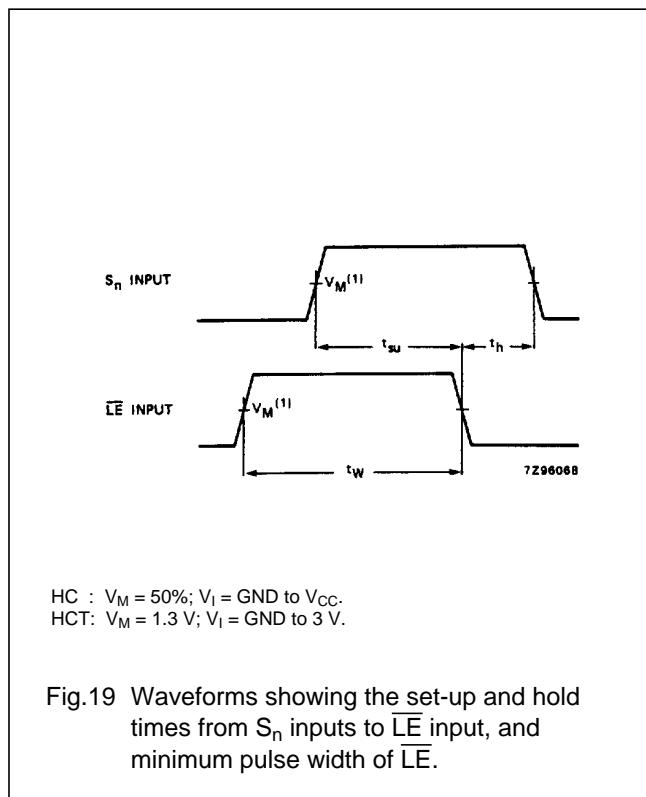 Sn INPUT
VM(1)
tsu
th
LE INPUT
VM(1)
tW
7Z96068
HC : VM = 50%; VI = GND to VCC.
HCT: VM = 1.3 V; VI = GND to 3 V.
Fig.19 Waveforms showing the set-up and hold
times from Sn inputs to L̅E̅ input, and
minimum pulse width of L̅E̅.